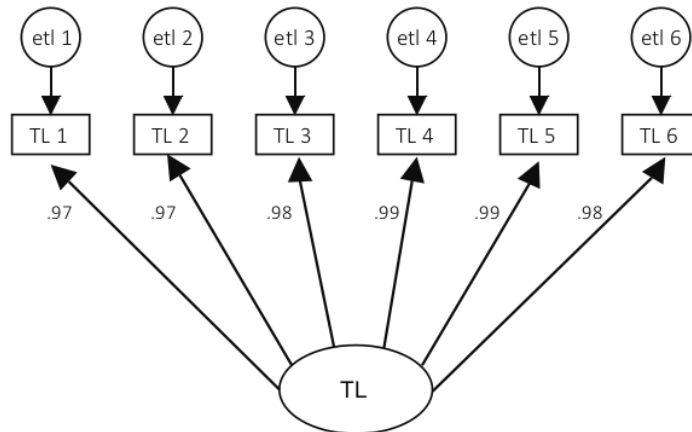 etl 1 etl 2 etl 3 etl 4 etl 5 etl 6
TL 1 TL 2 TL 3 TL 4 TL 5 TL 6
.97 .97 .98 .99 .99 .98
TL